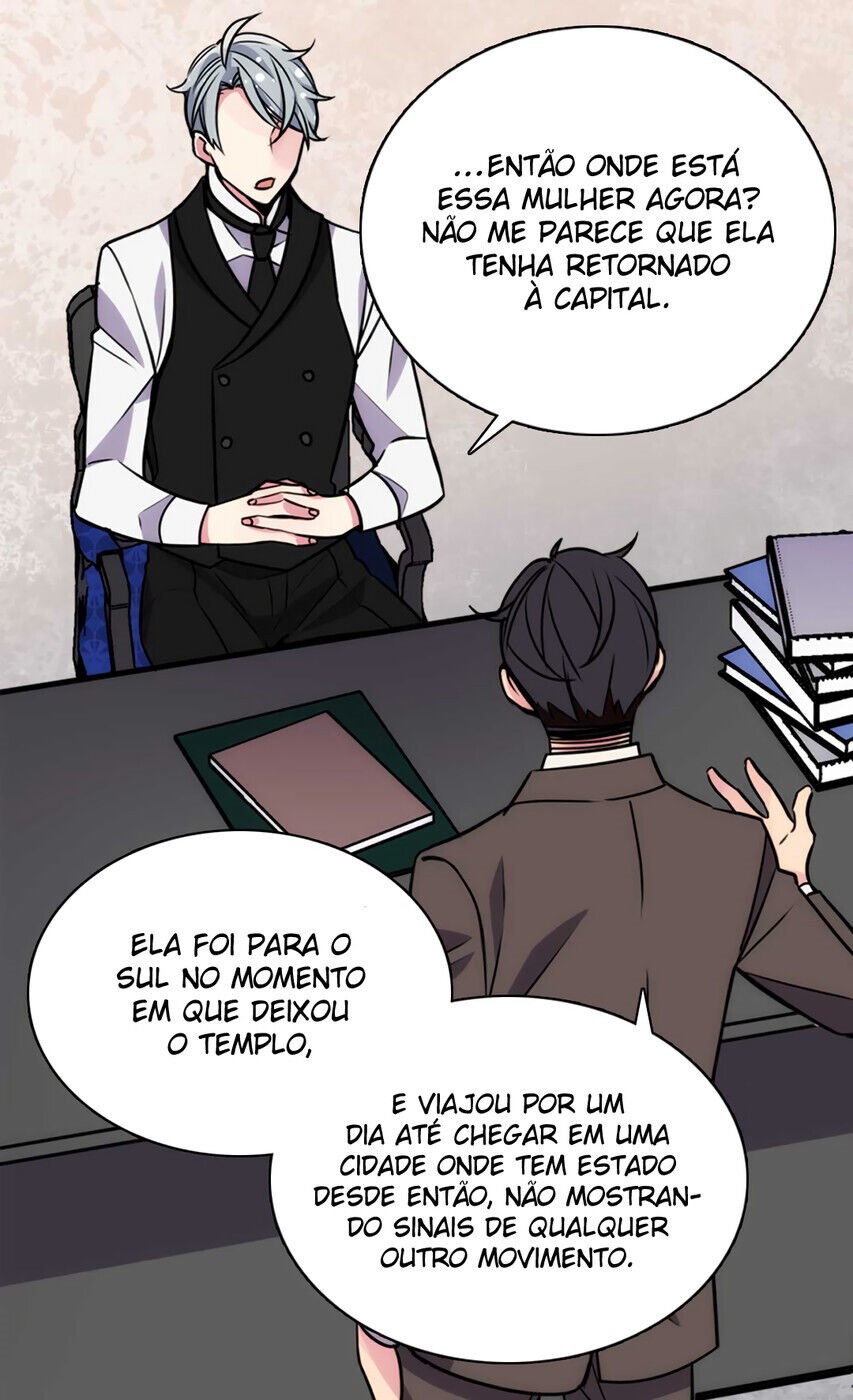 ...ENTÃO ONDE ESTÁ
ESSA MULHER AGORA?
NÃO ME PARECE QUE ELA
TENHA RETORNADO
À CAPITAL.
ELA FOI PARA O
SUL NO MOMENTO
EM QUE DEIXOU
O TEMPLO,
E VIAJOU POR UM
DIA ATÉ CHEGAR EM UMA
CIDADE ONDE TEM ESTADO
DESDE ENTÃO, NÃO MOSTRAN-
DO SINAIS DE QUALQUER
OUTRO MOVIMENTO.